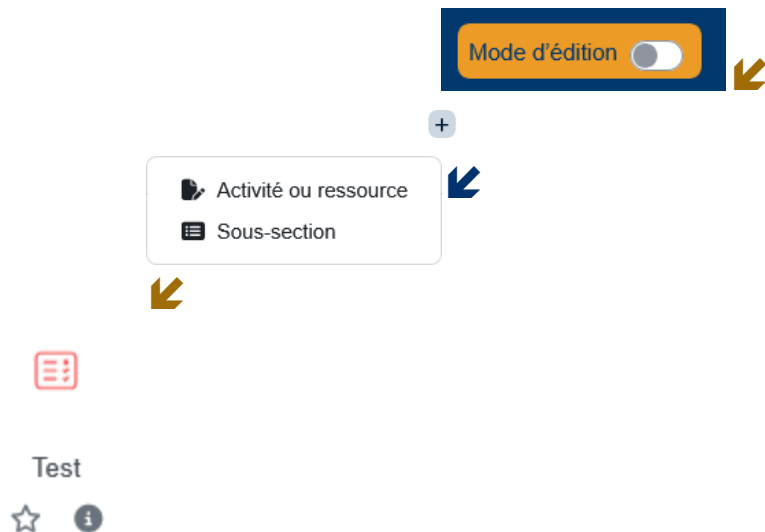 Mode d’édition
+
Activité ou ressource
Sous-section
Test